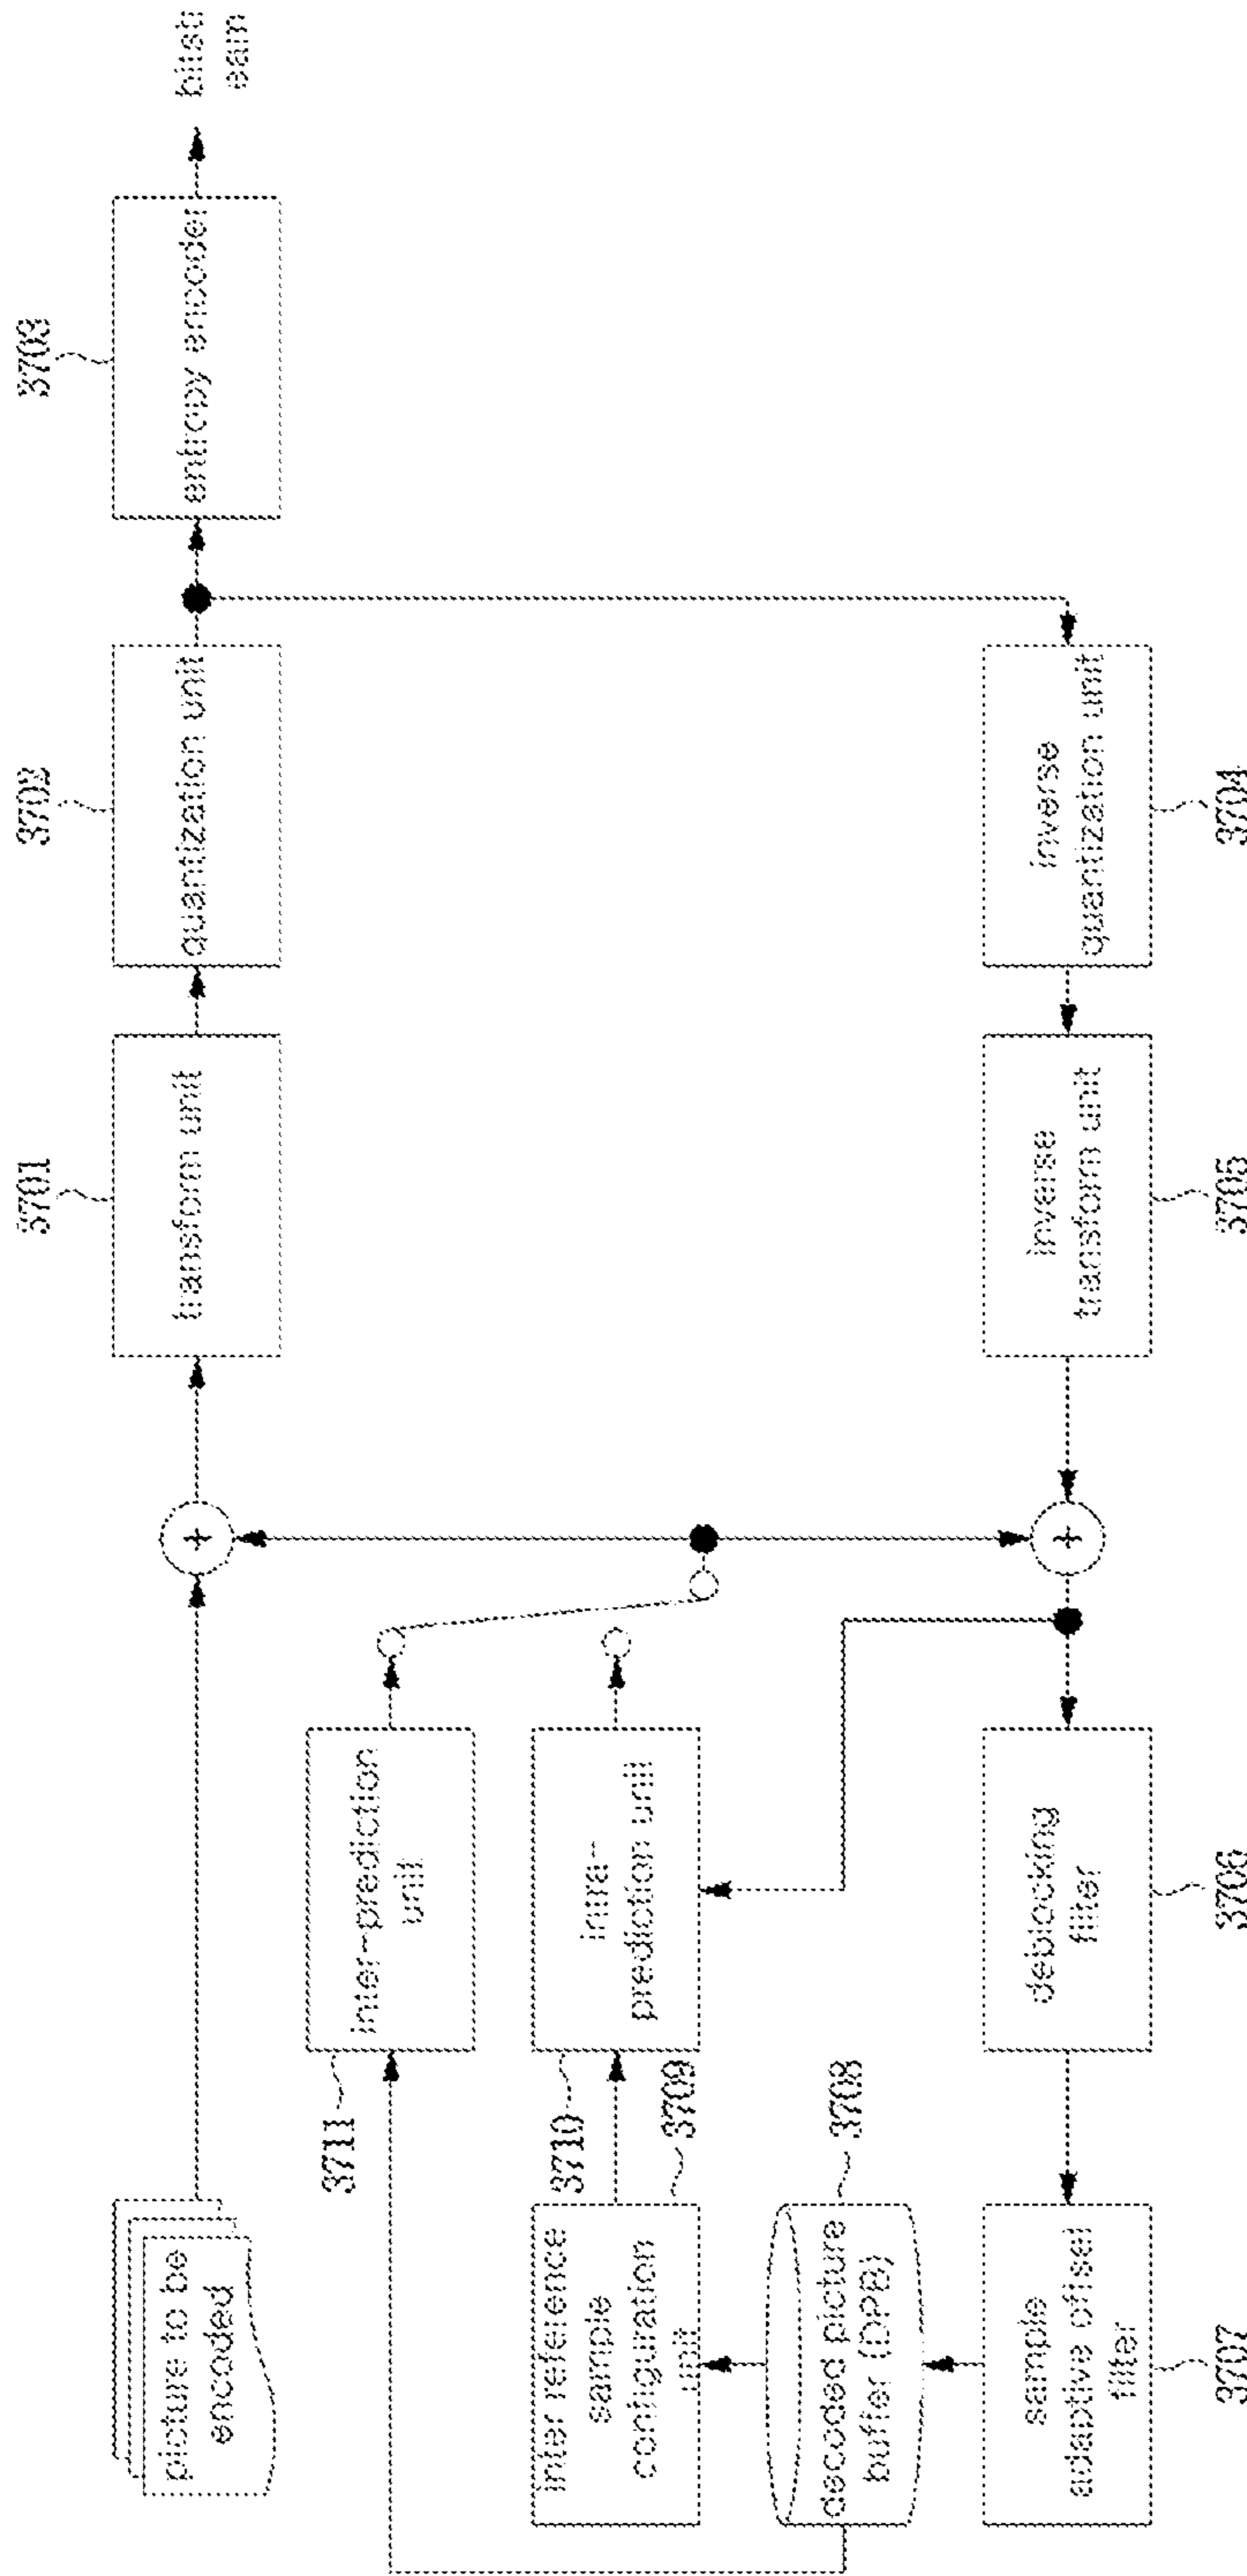 picture to be
encoded
3701
transform unit
3702
quantization unit
3703
entropy encoder
bitstr
eam
3711
inter-prediction
unit
3710
intra-
prediction unit
3709
inter reference
sample
configuration
unit
3708
decoded picture
buffer (DPB)
sample
adaptive offset
filter
3707
deblocking
filter
3706
inverse
transform unit
3705
inverse
quantization unit
3704
+
+